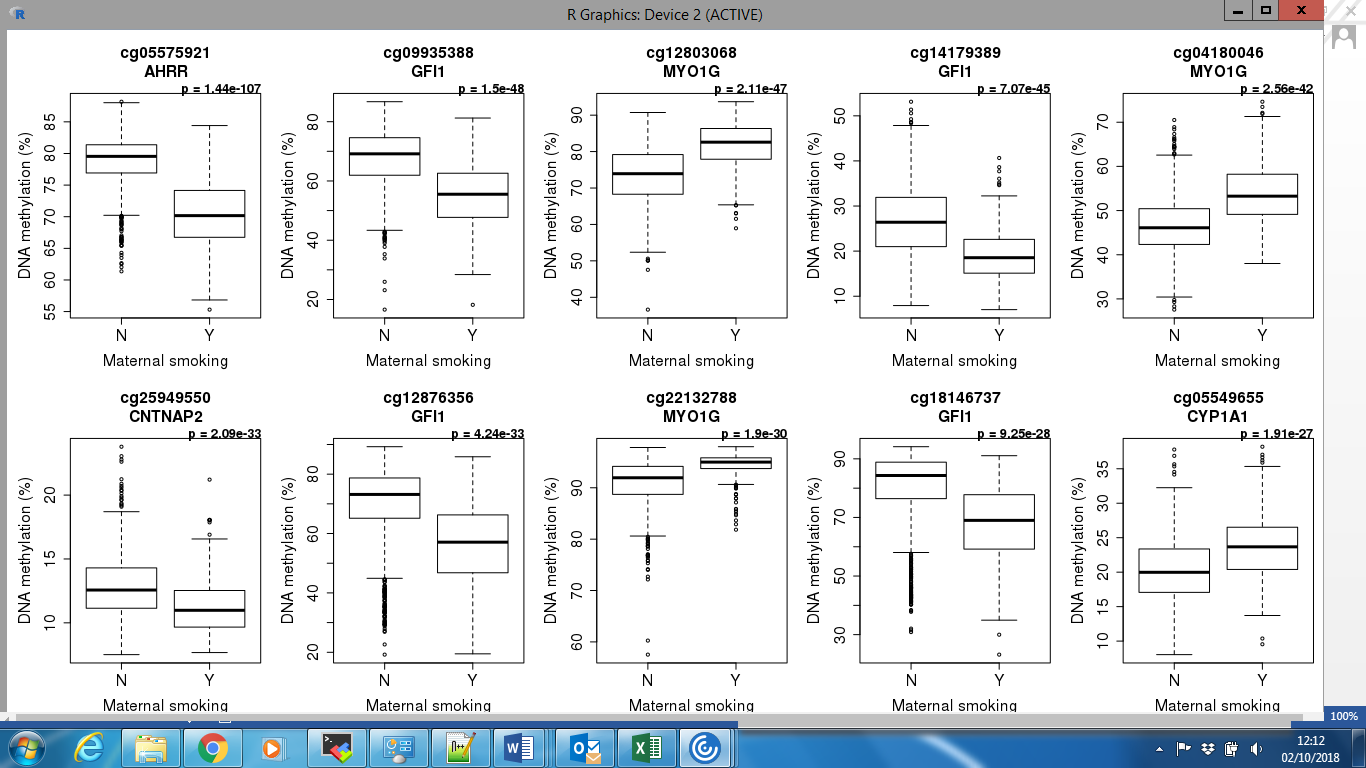 R Graphics: Device 2 (ACTIVE)
cg05575921
AHRR
p = 1.44e-107
DNA methylation (%)
55 60 65 70 75 80 85
N Y
Maternal smoking
cg09935388
GFI1
p = 1.5e-48
DNA methylation (%)
20 40 60 80
N Y
Maternal smoking
cg12803068
MYO1G
p = 2.11e-47
DNA methylation (%)
40 50 60 70 80 90
N Y
Maternal smoking
cg14179389
GFI1
p = 7.07e-45
DNA methylation (%)
10 20 30 40 50
N Y
Maternal smoking
cg04180046
MYO1G
p = 2.56e-42
DNA methylation (%)
30 40 50 60 70
N Y
Maternal smoking
cg25949550
CNTNAP2
p = 2.09e-33
DNA methylation (%)
10 15 20
N Y
Maternal smoking
cg12876356
GFI1
p = 4.24e-33
DNA methylation (%)
20 40 60 80
N Y
Maternal smoking
cg22132788
MYO1G
p = 1.9e-30
DNA methylation (%)
60 70 80 90
N Y
Maternal smoking
cg18146737
GFI1
p = 9.25e-28
DNA methylation (%)
30 50 70 90
N Y
Maternal smoking
cg05549655
CYP1A1
p = 1.91e-27
DNA methylation (%)
10 15 20 25 30 35
N Y
Maternal smoking
100%
12:12
02/10/2018